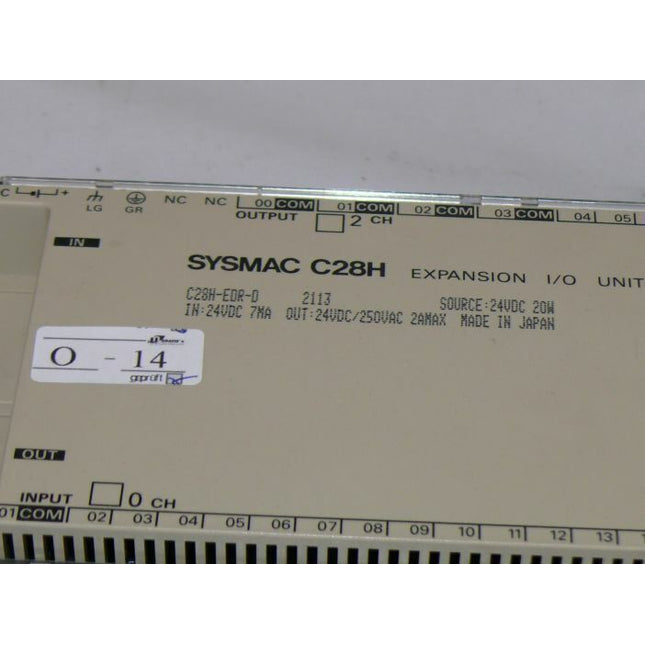 C +
LG GR NC NC 00 COM 01 COM 02 COM 03 COM 04 05
OUTPUT 2 CH
IN
SYSMAC C28H EXPANSION I/O UNIT
C28H-EDR-D 2113 SOURCE:24VDC 20W
IN:24VDC 7MA OUT:24VDC/250VAC 2AMAX MADE IN JAPAN
O - 14
geprüft
OUT
INPUT 0 CH
01 COM 02 03 04 05 06 07 08 09 10 11 12 13